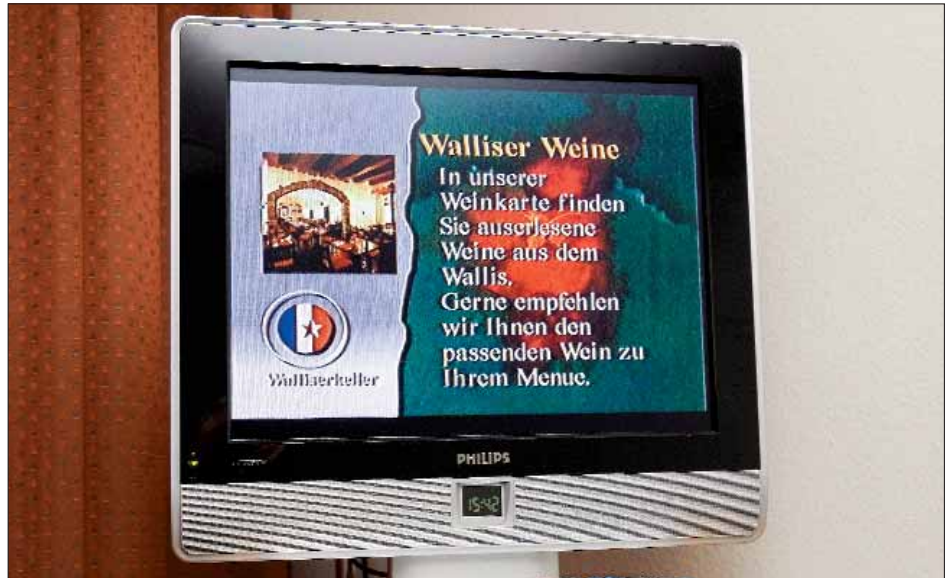 Walliser Weine
In unserer
Weinkarte finden
Sie auserlesene
Weine aus dem
Wallis.
Gerne empfehlen
wir Ihnen den
passenden Wein zu
Ihrem Menue.
Walliserkeller
PHILIPS
15:42